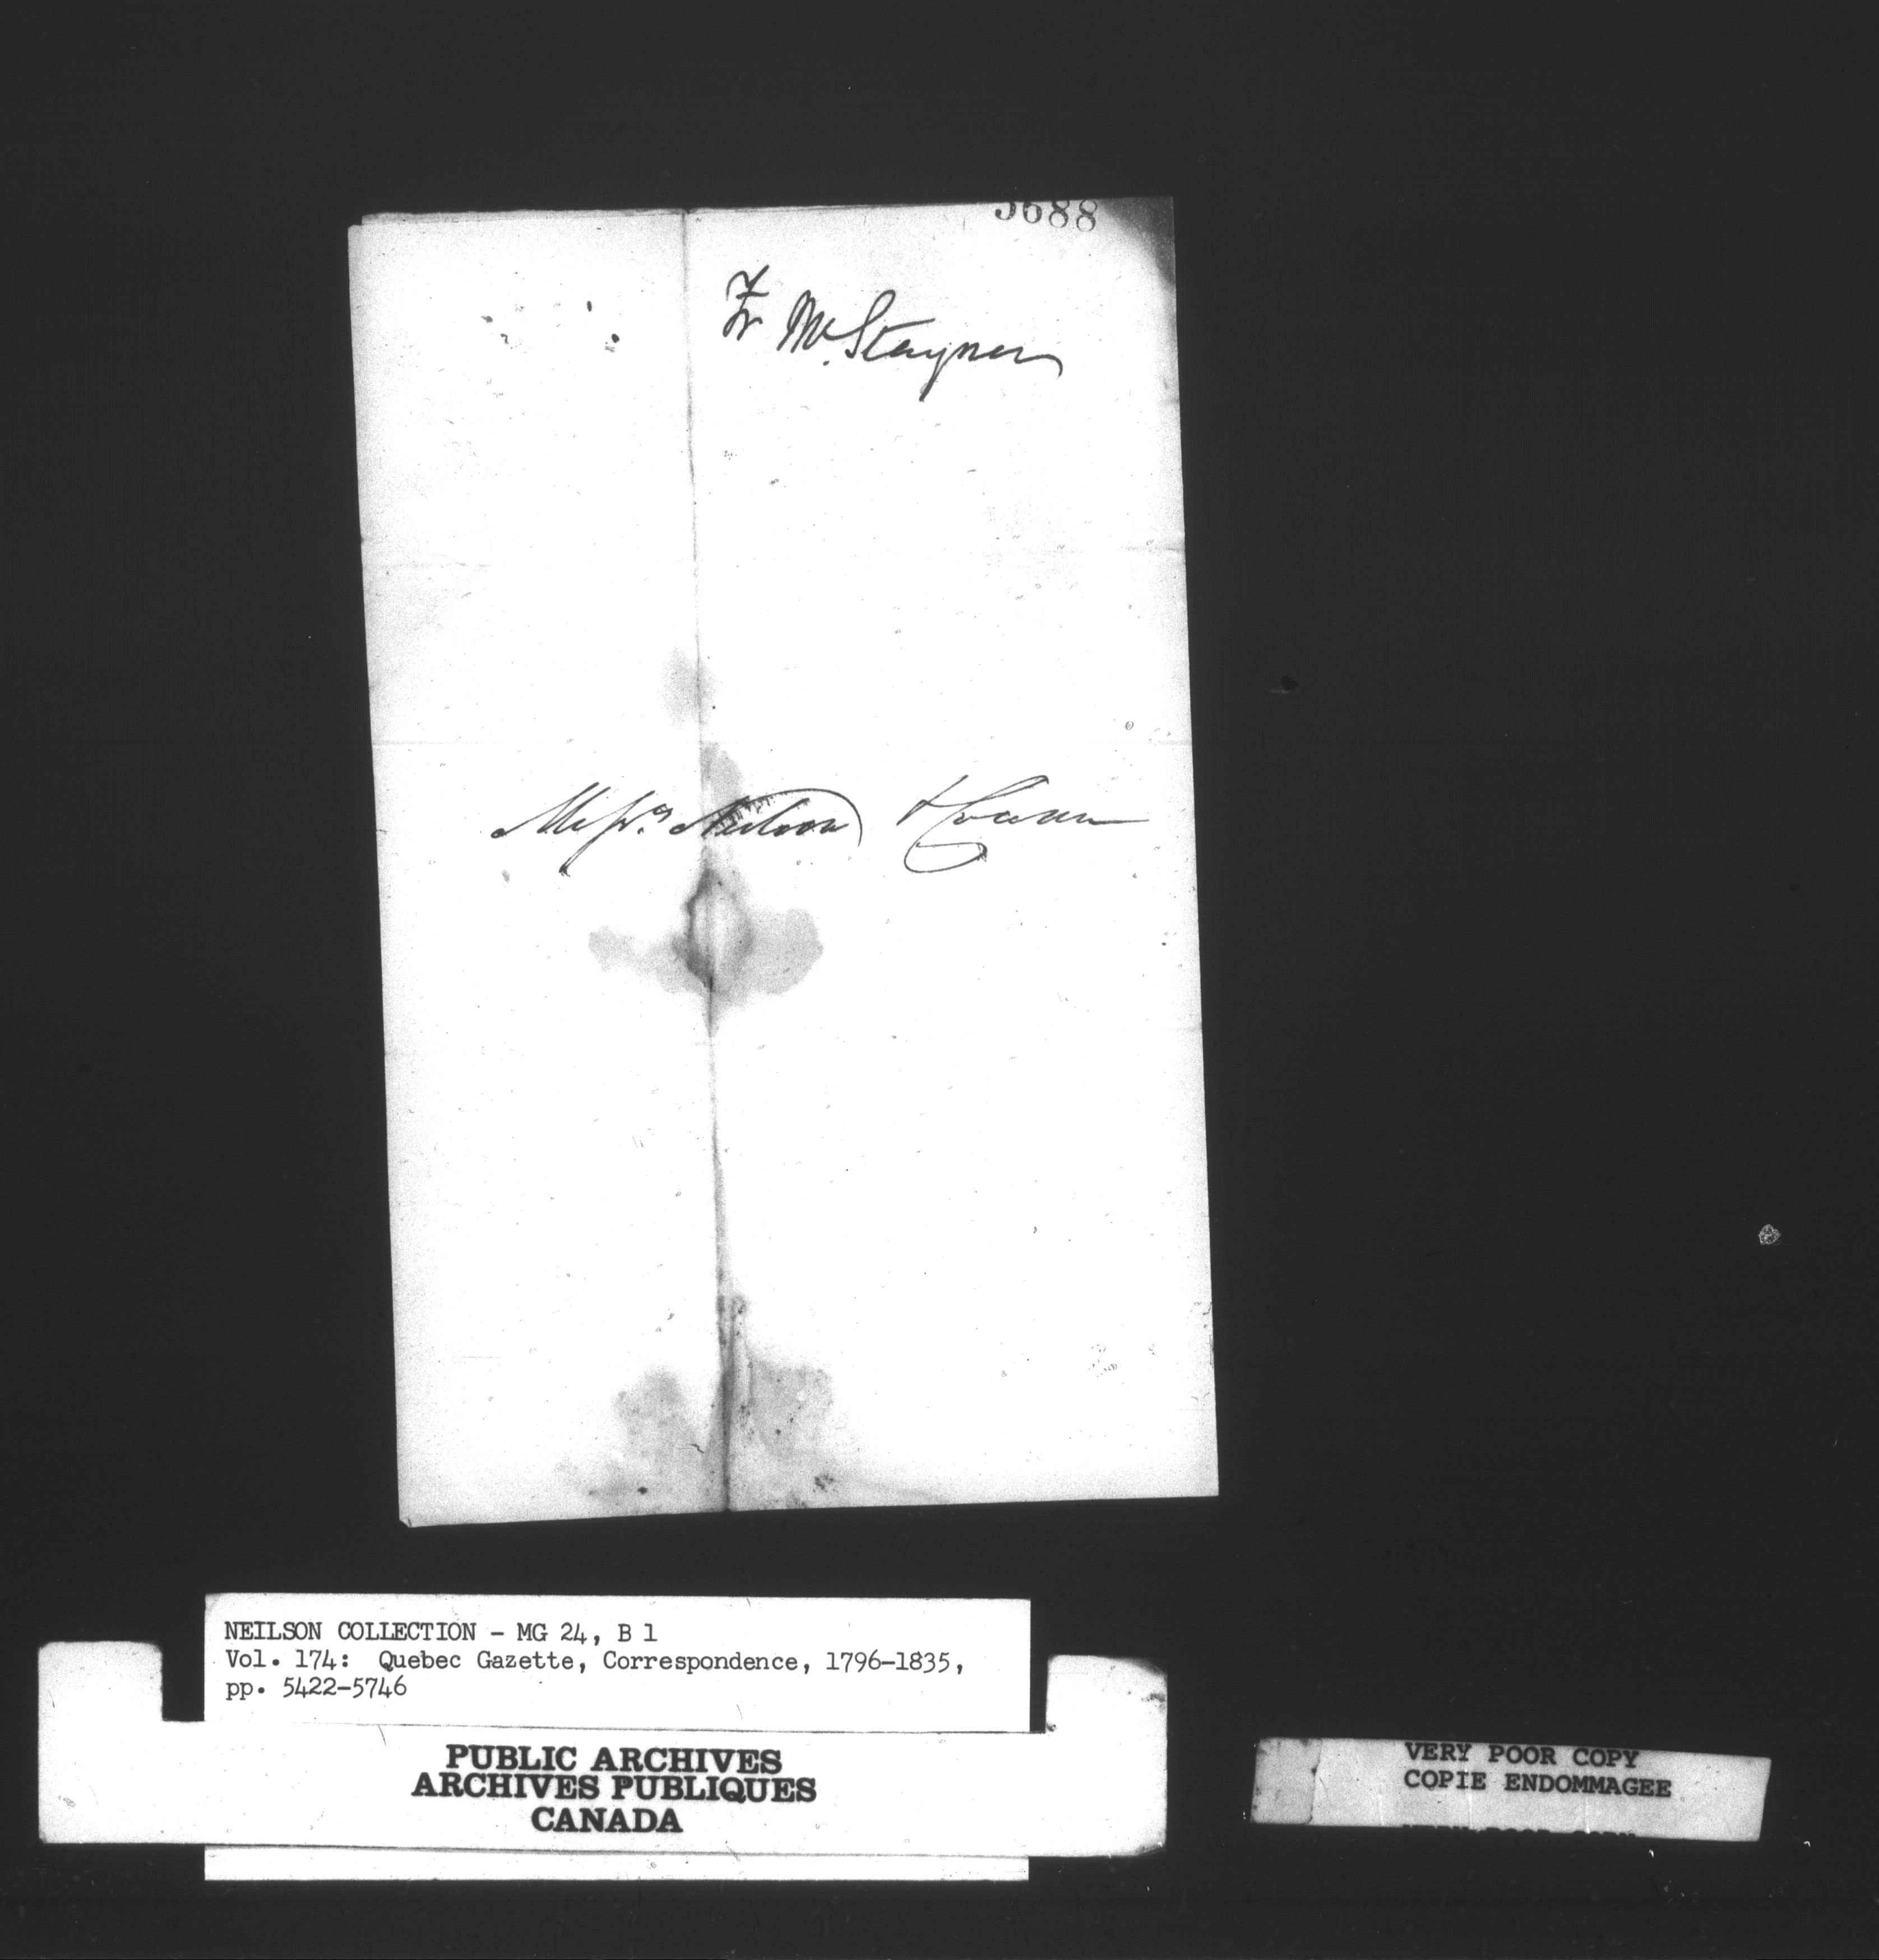 5688
Fr Mr. Stayner
Messrs. Neilson & Cowan
NEILSON COLLECTION - MG 24, B 1
Vol. 174: Quebec Gazette, Correspondence, 1796-1835,
pp. 5422-5746
PUBLIC ARCHIVES
ARCHIVES PUBLIQUES
CANADA
VERY POOR COPY
COPIE ENDOMMAGEE